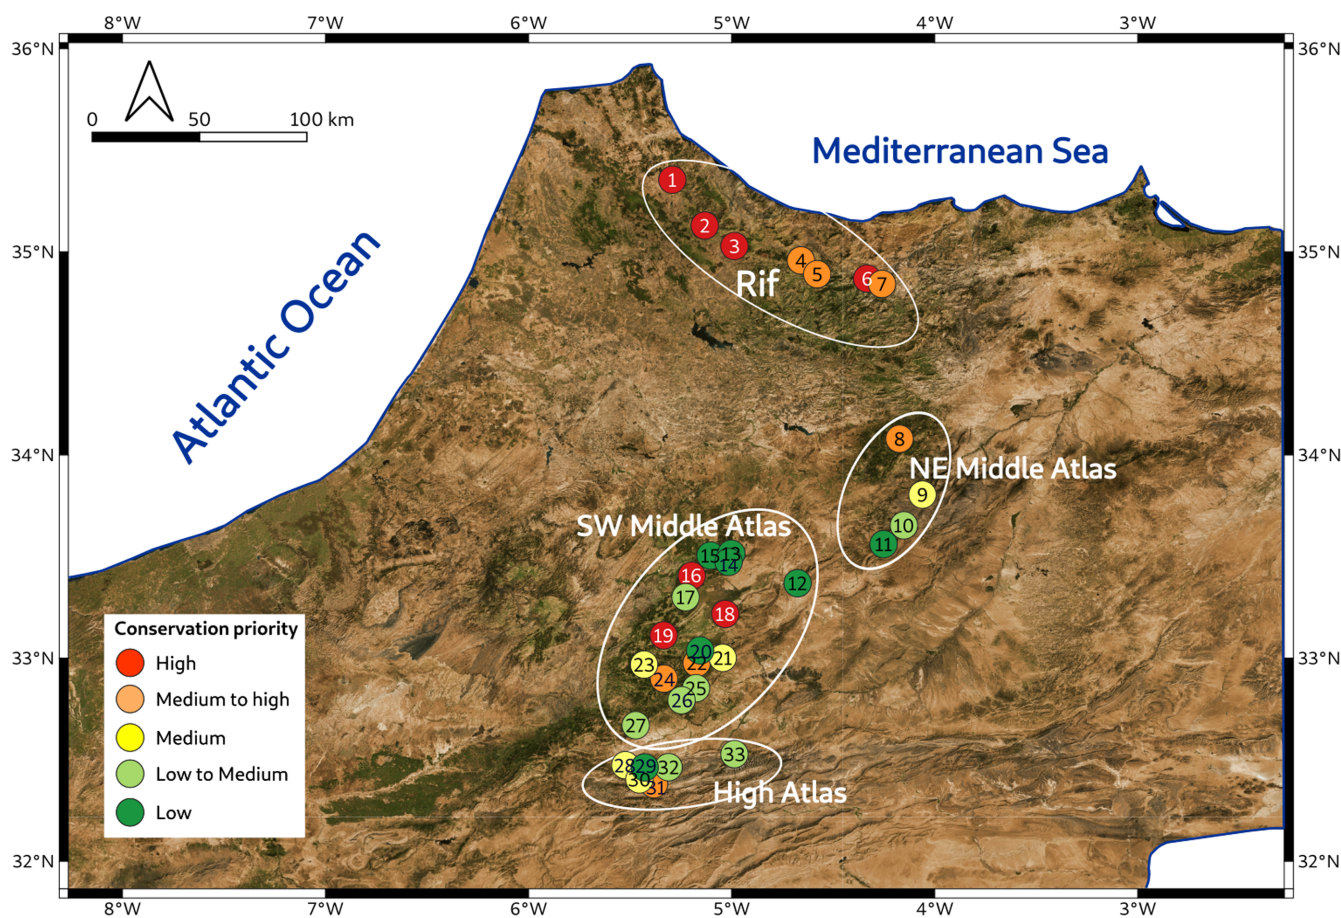 8°W 7°W 6°W 5°W 4°W 3°W
36°N 36°N
0 50 100 km
Mediterranean Sea
1
2
3
35°N 35°N
4
5
6
7
Rif
Atlantic Ocean
8
34°N 34°N
NE Middle Atlas
9
10
11
SW Middle Atlas
15
13
14
12
16
17
18
19
20
21
22
23
24
25
26
27
33°N 33°N
Conservation priority
High
Medium to high
Medium
Low to Medium
Low
28
29
32
33
30
31
High Atlas
32°N 32°N
8°W 7°W 6°W 5°W 4°W 3°W